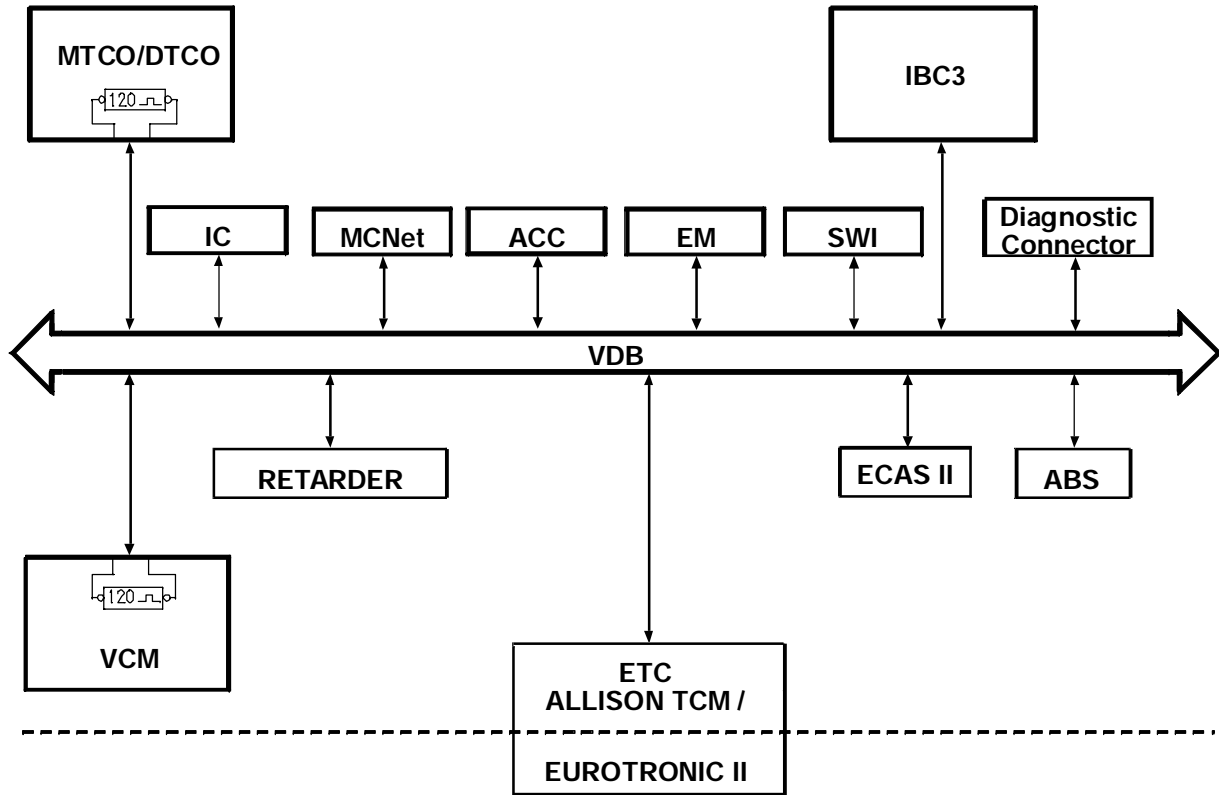 MTCO/DTCO
120
IBC3
IC
MCNet
ACC
EM
SWI
Diagnostic
Connector
VDB
RETARDER
ECAS II
ABS
120
VCM
ETC
ALLISON TCM /
EUROTRONIC II